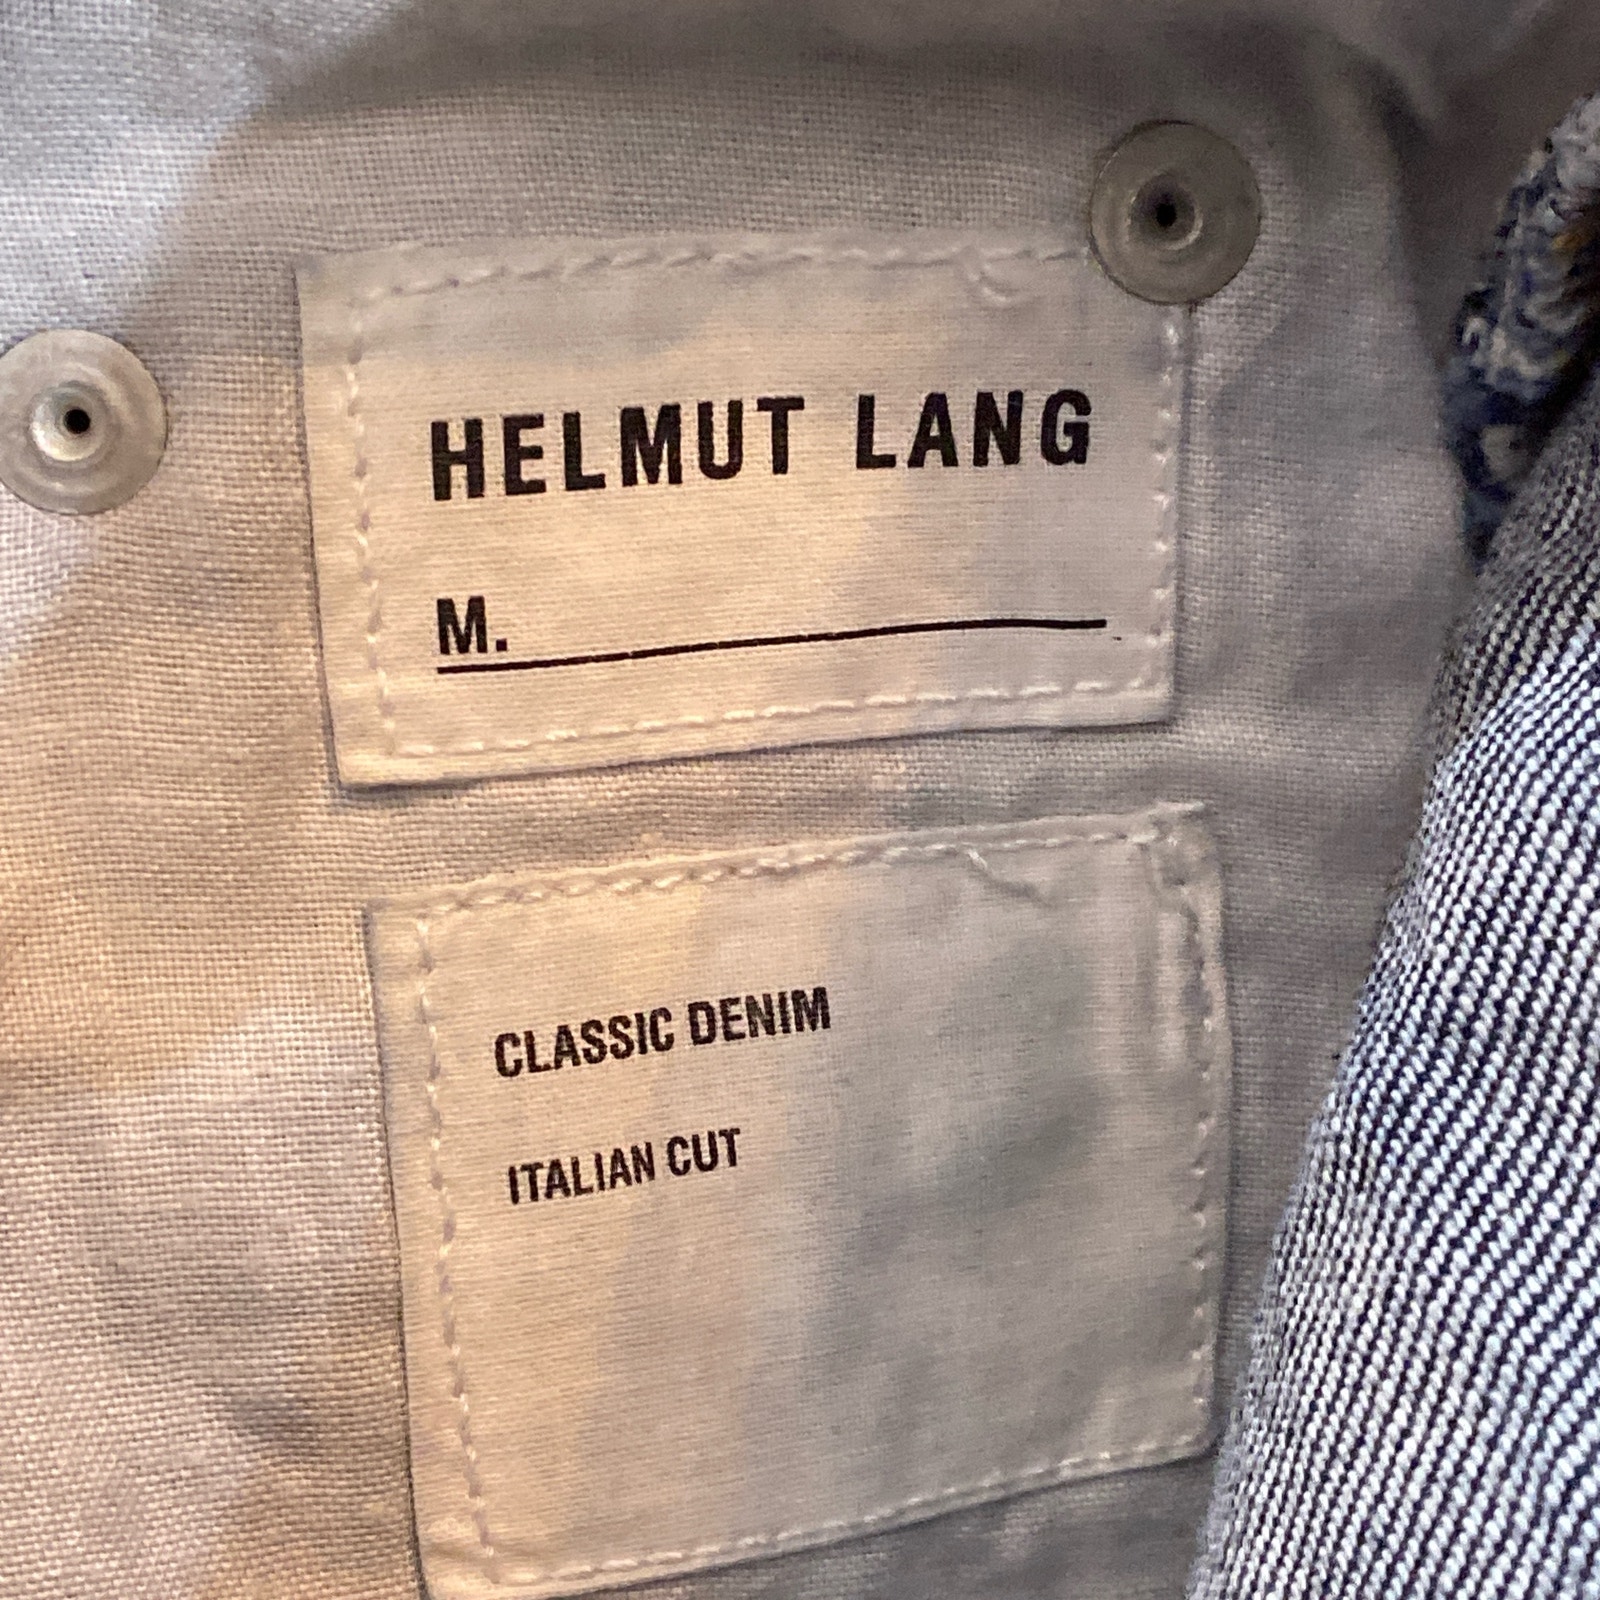 HELMUT LANG
M.
CLASSIC DENIM
ITALIAN CUT